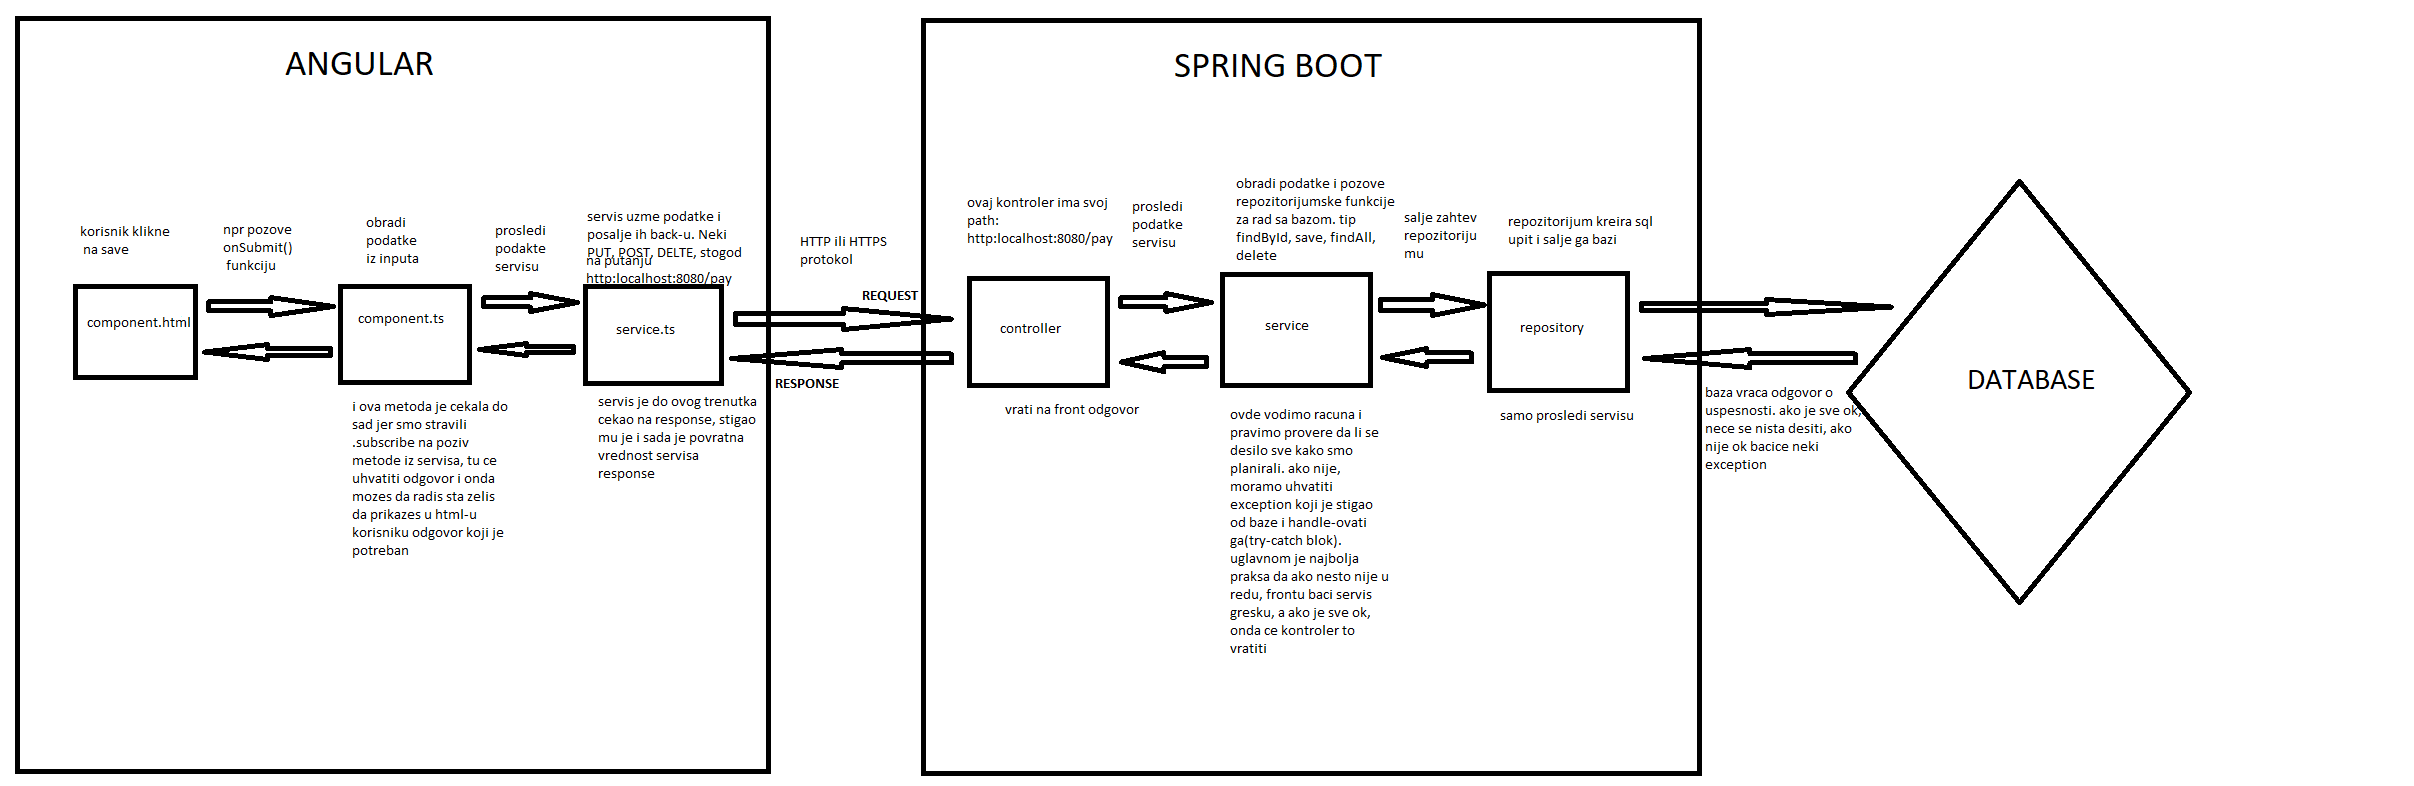 ANGULAR
korisnik klikne
na save
npr pozove
onSubmit()
funkciju
obradi
podatke
iz inputa
prosledi
podakte
servisu
servis uzme podatke i
posalje ih back-u. Neki
PUT, POST, DELTE, stogod
na putanju
http:localhost:8080/pay
component.html
component.ts
service.ts
i ova metoda je cekala do
sad jer smo stravili
.subscribe na poziv
metode iz servisa, tu ce
uhvatiti odgovor i onda
mozes da radis sta zelis
da prikazes u html-u
korisniku odgovor koji je
potreban
servis je do ovog trenutka
cekao na response, stigao
mu je i sada je povratna
vrednost servisa
response
HTTP ili HTTPS
protokol
REQUEST
RESPONSE
SPRING BOOT
ovaj kontroler ima svoj
path:
http:localhost:8080/pay
prosledi
podatke
servisu
obradi podatke i pozove
repozitorijumske funkcije
za rad sa bazom. tip
findById, save, findAll,
delete
salje zahtev
repozitoriju
mu
repozitorijum kreira sql
upit i salje ga bazi
controller
service
repository
vrati na front odgovor
ovde vodimo racuna i
pravimo provere da li se
desilo sve kako smo
planirali. ako nije,
moramo uhvatiti
exception koji je stigao
od baze i handle-ovati
ga(try-catch blok).
uglavnom je najbolja
praksa da ako nesto nije u
redu, frontu baci servis
gresku, a ako je sve ok,
onda ce kontroler to
vratiti
samo prosledi servisu
baza vraca odgovor o
uspesnosti. ako je sve ok,
nece se nista desiti, ako
nije ok bacice neki
exception
DATABASE